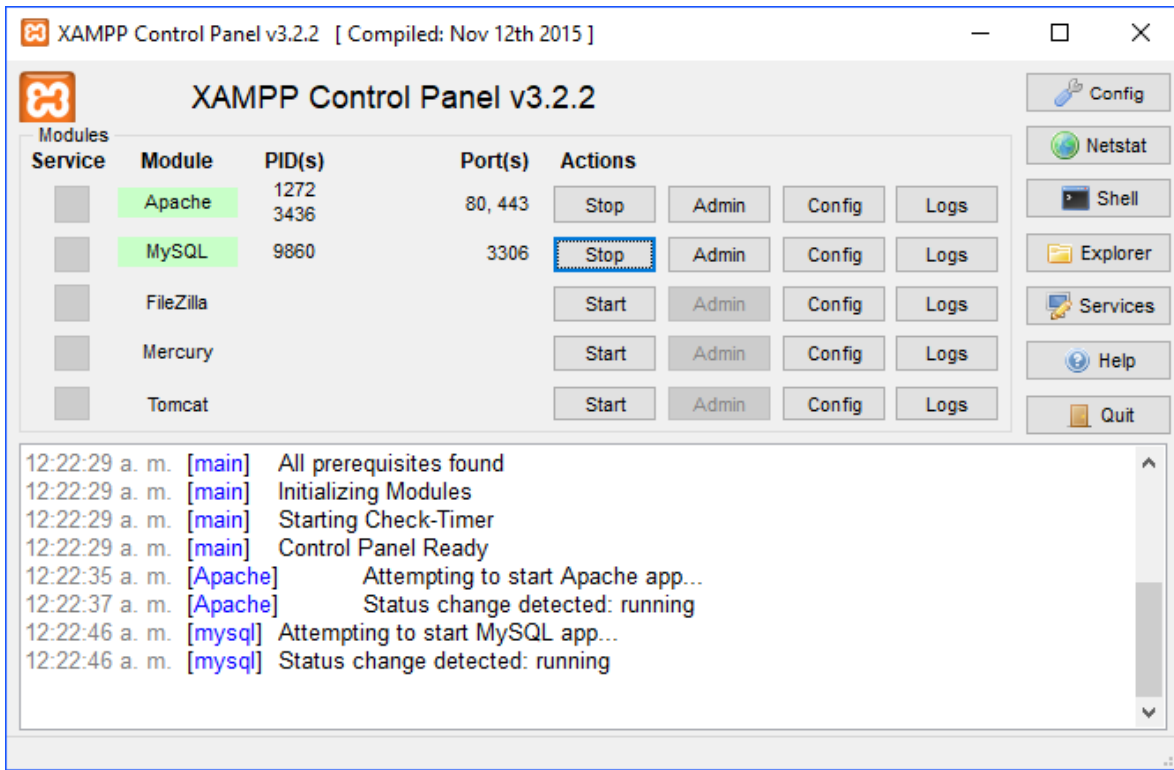 XAMPP Control Panel v3.2.2 [ Compiled: Nov 12th 2015 ]
XAMPP Control Panel v3.2.2
Config
Modules
Service Module PID(s) Port(s) Actions
Netstat
Apache 1272 3436 80, 443 Stop Admin Config Logs
Shell
MySQL 9860 3306 Stop Admin Config Logs
Explorer
FileZilla Start Admin Config Logs
Services
Mercury Start Admin Config Logs
Help
Tomcat Start Admin Config Logs
Quit
12:22:29 a. m. [main] All prerequisites found
12:22:29 a. m. [main] Initializing Modules
12:22:29 a. m. [main] Starting Check-Timer
12:22:29 a. m. [main] Control Panel Ready
12:22:35 a. m. [Apache] Attempting to start Apache app...
12:22:37 a. m. [Apache] Status change detected: running
12:22:46 a. m. [mysql] Attempting to start MySQL app...
12:22:46 a. m. [mysql] Status change detected: running